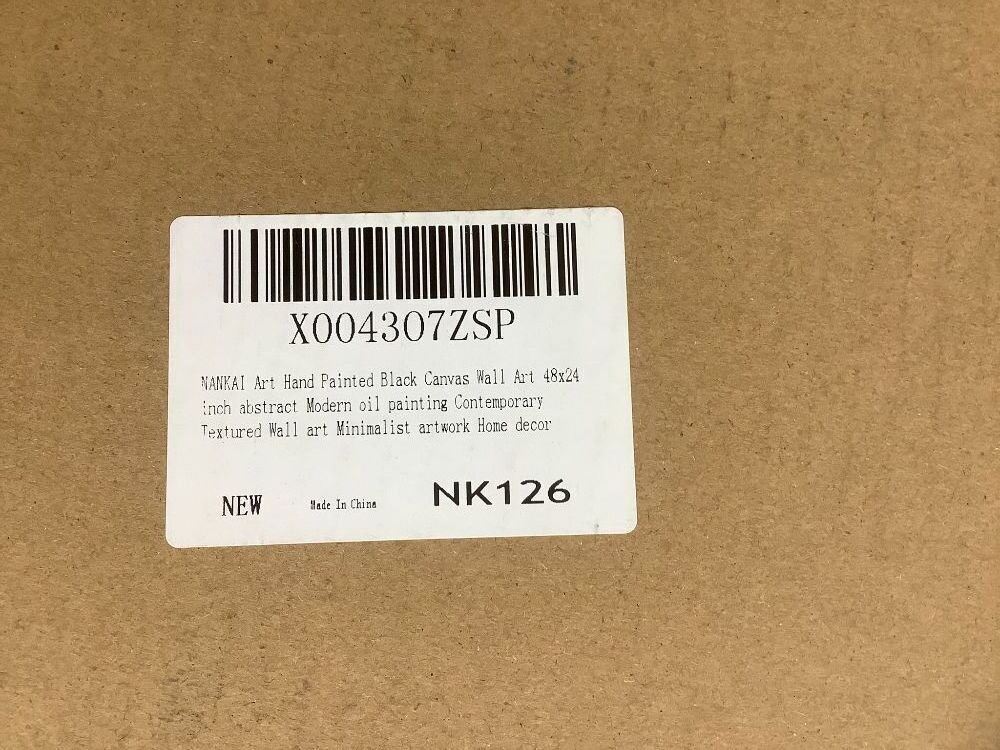 X004307ZSP
NANKAI Art Hand Painted Black Canvas Wall Art 48x24
inch abstract Modern oil painting Contemporary
Textured Wall art Minimalist artwork Home decor
NEW Made In China NK126